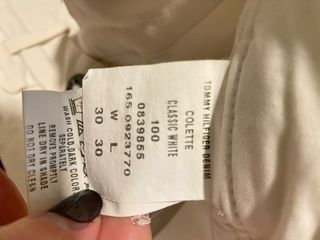 TOMMY HILFIGER DENIM
COLETTE
CLASSIC WHITE
100
0839855
165.0923770
W L
30 30
WASH COLD,DARK COLOR
SEPARATELY
REMOVE PROMPTLY
LINE DRY IN SHADE
DO NOT DRY CLEAN